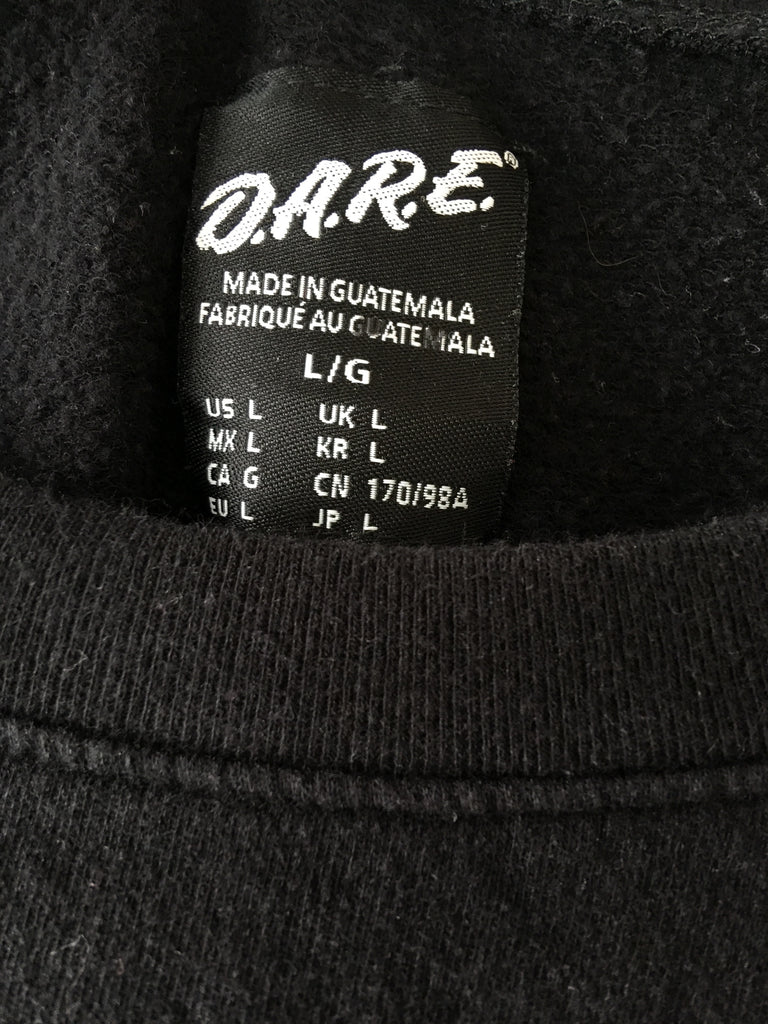 D.A.R.E.®
MADE IN GUATEMALA
FABRIQUÉ AU GUATEMALA
L/G
US L UK L
MX L KR L
CA G CN 170/98A
EU L JP L